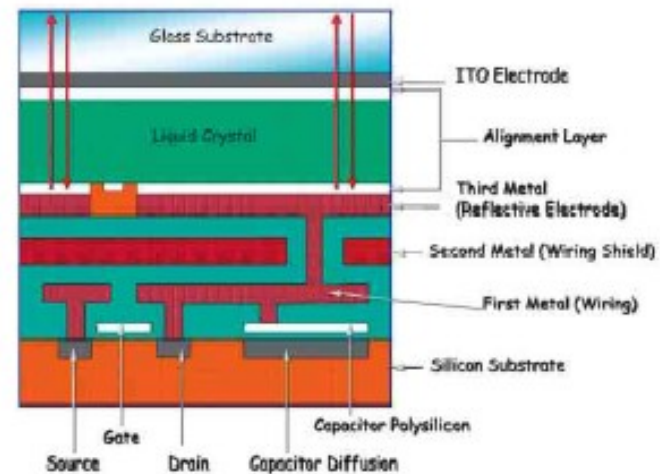 Glass Substrate
ITO Electrode
Liquid Crystal
Alignment Layer
Third Metal
(Reflective Electrode)
Second Metal (Wiring Shield)
First Metal (Wiring)
Silicon Substrate
Capacitor Polysilicon
Gate
Source
Drain
Capacitor Diffusion